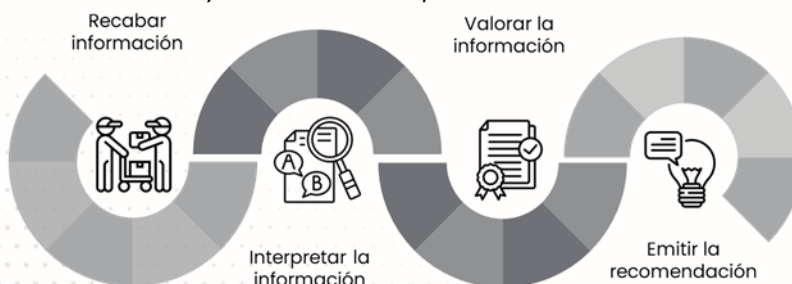 Recabar
información
Interpretar la
información
A
B
Valorar la
información
Emitir la
recomendación